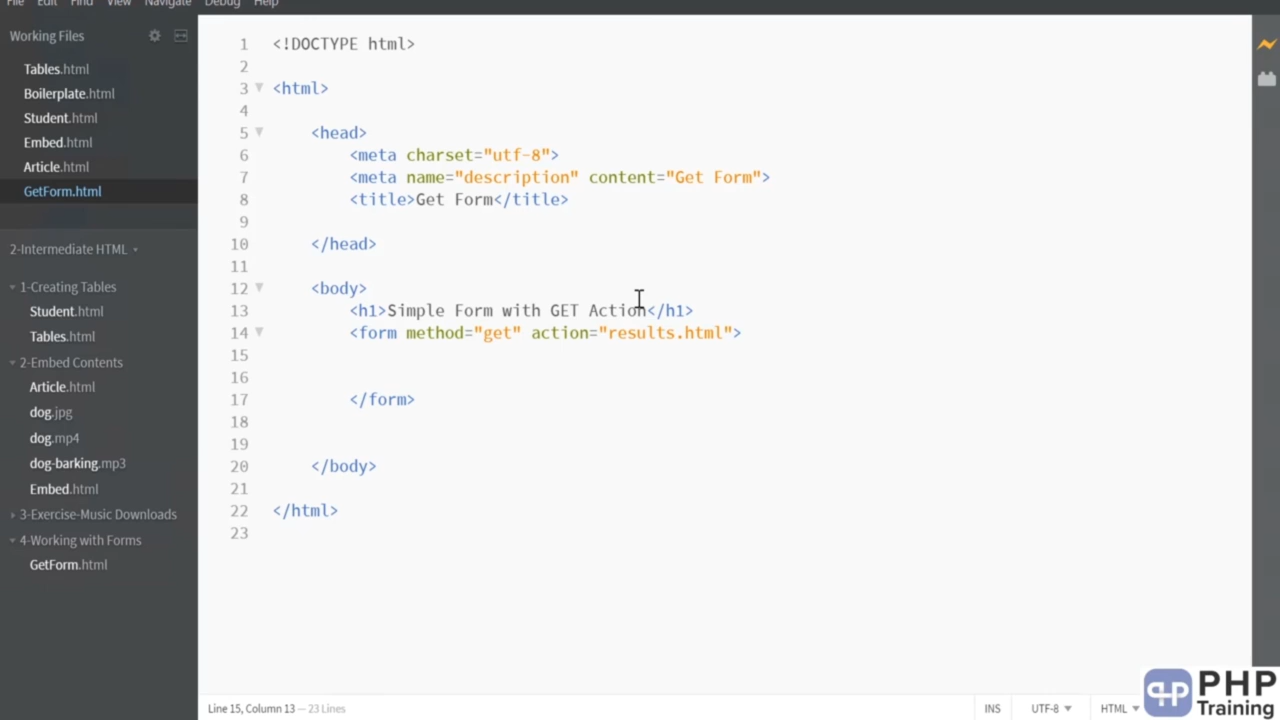 File Edit Find View Navigate Debug Help
Working Files
Tables.html
Boilerplate.html
Student.html
Embed.html
Article.html
GetForm.html
2-Intermediate HTML
1-Creating Tables
Student.html
Tables.html
2-Embed Contents
Article.html
dog.jpg
dog.mp4
dog-barking.mp3
Embed.html
3-Exercise-Music Downloads
4-Working with Forms
GetForm.html
1 <!DOCTYPE html>
2
3 <html>
4
5 <head>
6 <meta charset="utf-8">
7 <meta name="description" content="Get Form">
8 <title>Get Form</title>
9
10 </head>
11
12 <body>
13 <h1>Simple Form with GET Action</h1>
14 <form method="get" action="results.html">
15
16
17 </form>
18
19
20 </body>
21
22 </html>
23
Line 15, Column 13 — 23 Lines
INS UTF-8 HTML
php PHP
Training